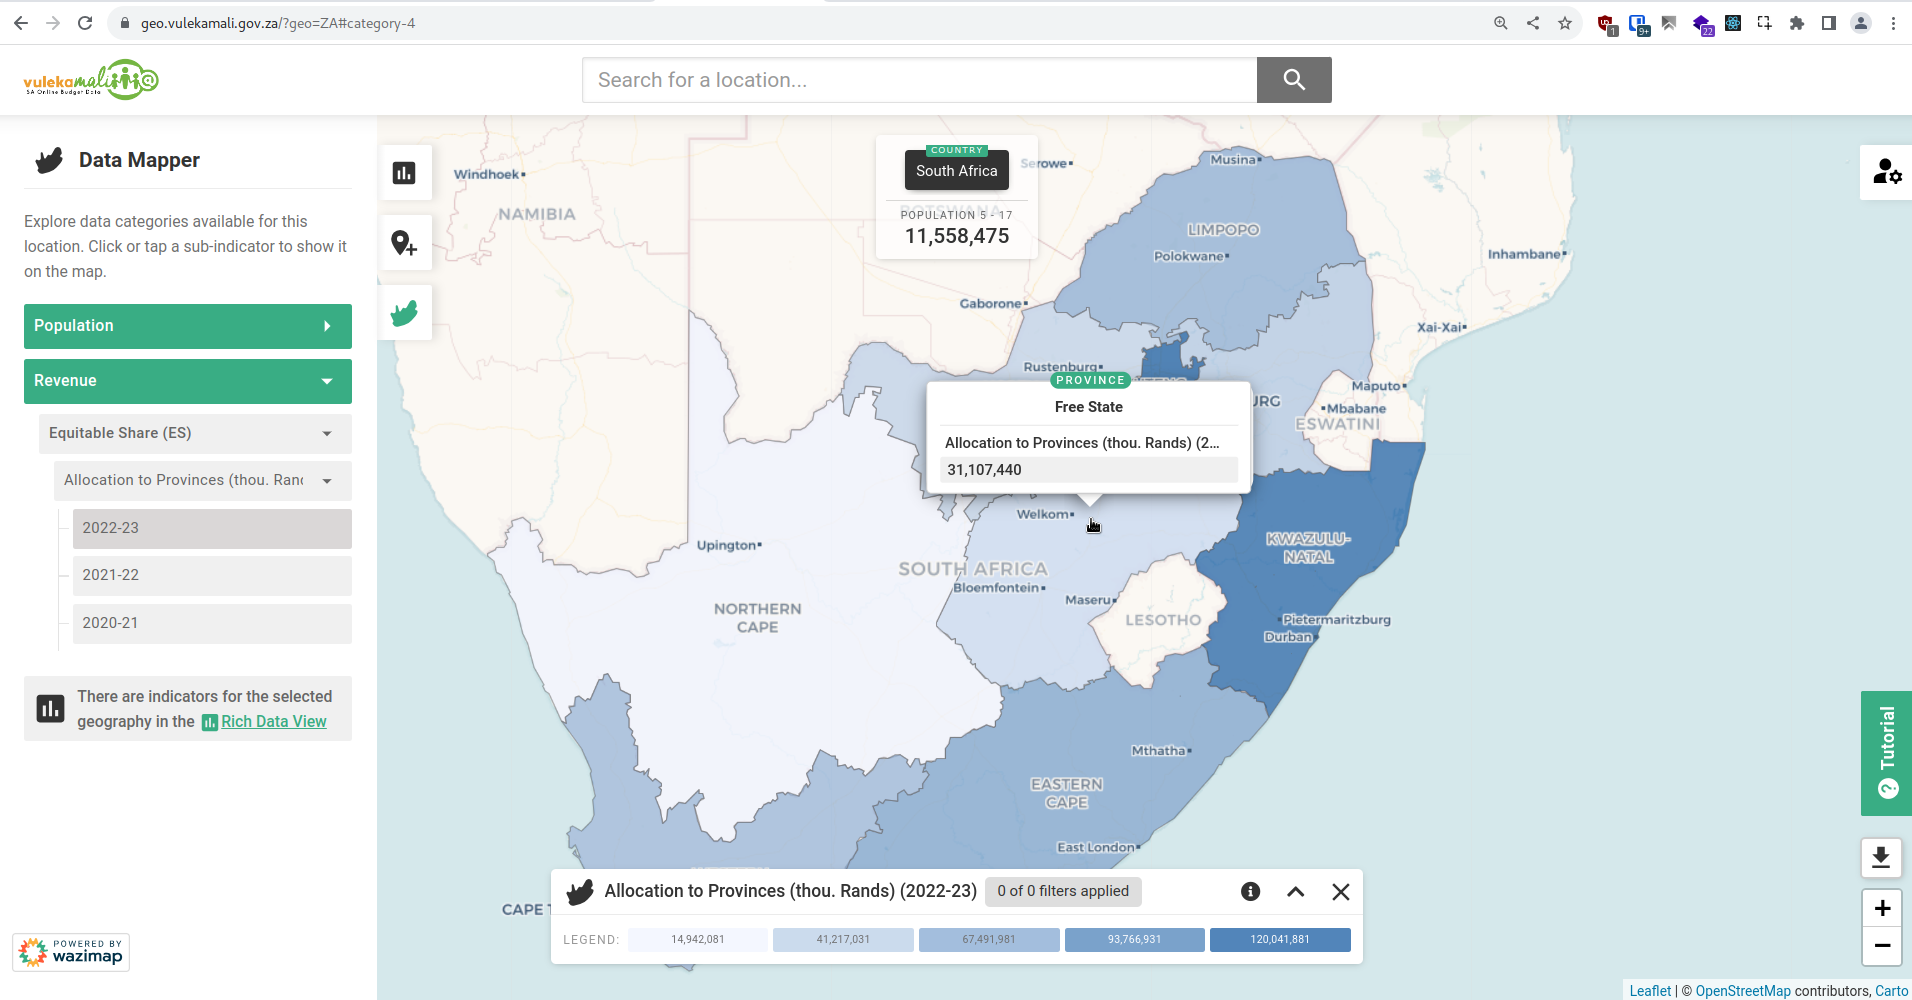 geo.vulekamali.gov.za/?geo=ZA#category-4
1
9+
22
vulekamali
SA Online Budget Data
Search for a location...
Data Mapper
Explore data categories available for this
location. Click or tap a sub-indicator to show it
on the map.
Population
Revenue
Equitable Share (ES)
Allocation to Provinces (thou. Ran
2022-23
2021-22
2020-21
There are indicators for the selected
geography in the Rich Data View
POWERED BY
wazimap
COUNTRY
South Africa
POPULATION 5 - 17
11,558,475
Windhoek
NAMIBIA
BOTSWANA
Serowe
Musina
LIMPOPO
Polokwane
Inhambane
Gaborone
Xai-Xai
Rustenburg
Maputo
Mbabane
URG
ESWATINI
PROVINCE
Free State
Allocation to Provinces (thou. Rands) (2...
31,107,440
Welkom
Upington
KWAZULU-
NATAL
SOUTH AFRICA
Bloemfontein
Maseru
NORTHERN
CAPE
LESOTHO
Pietermaritzburg
Durban
Mthatha
EASTERN
CAPE
East London
CAPE T
Allocation to Provinces (thou. Rands) (2022-23)
0 of 0 filters applied
LEGEND:
14,942,081
41,217,031
67,491,981
93,766,931
120,041,881
Tutorial
?
+
−
Leaflet | © OpenStreetMap contributors, Carto